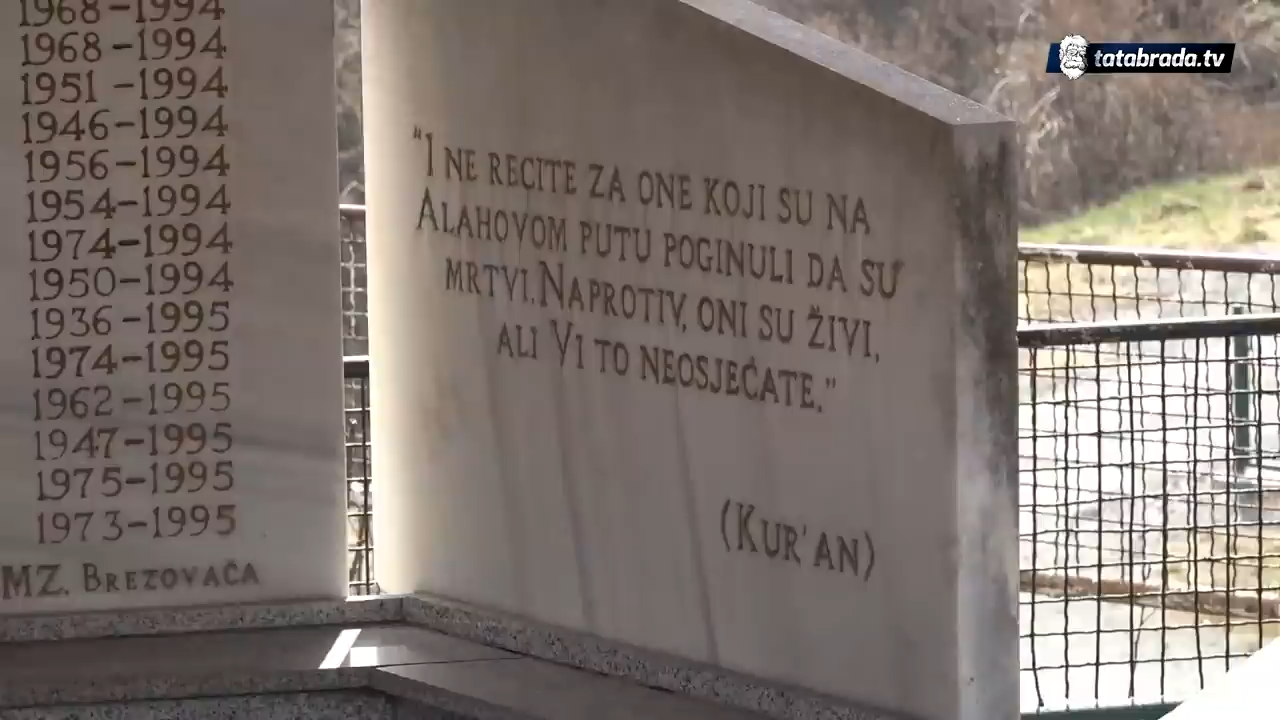 1968-1994
1968-1994
1951-1994
1946-1994
1956-1994
1954-1994
1974-1994
1950-1994
1936-1995
1974-1995
1962-1995
1947-1995
1975-1995
1973-1995
MZ. BREZOVAČA
"I NE RECITE ZA ONE KOJI SU NA
ALAHOVOM PUTU POGINULI DA SU
MRTVI. NAPROTIV, ONI SU ŽIVI,
ALI VI TO NEOSJEĆATE."
(KUR'AN)
tatabrada.tv